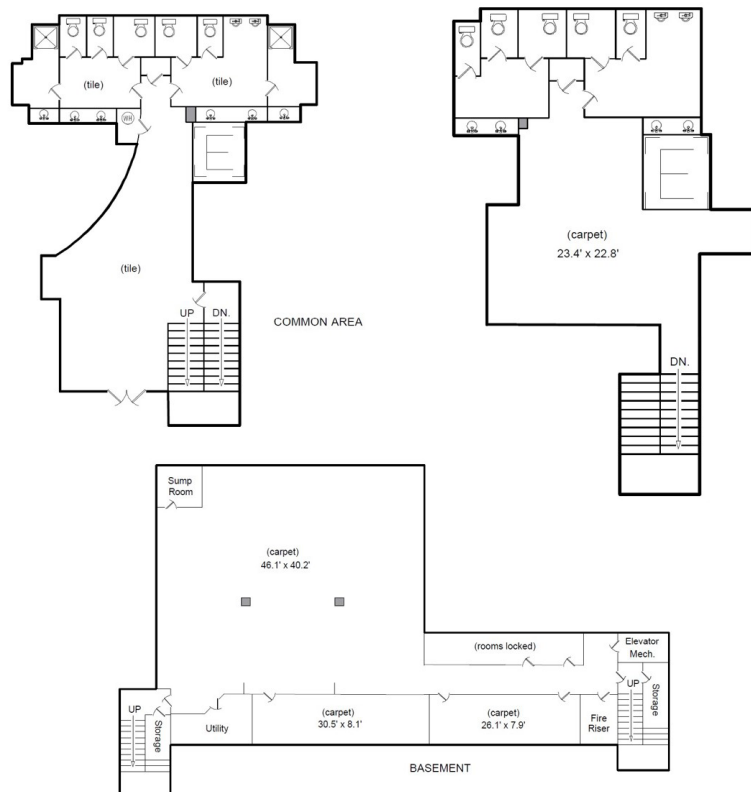 (tile)
(tile)
WH
E
(tile)
UP
DN.
COMMON AREA
E
(carpet)
23.4' x 22.8'
DN.
Sump
Room
(carpet)
46.1' x 40.2'
(rooms locked)
Elevator
Mech.
UP
Storage
Utility
(carpet)
30.5' x 8.1'
(carpet)
26.1' x 7.9'
Fire
Riser
UP
Storage
BASEMENT